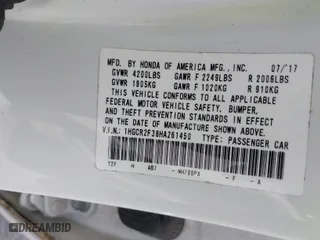 MFD. BY HONDA OF AMERICA MFG., INC. 07/17
GVWR 4200LBS GAWR F 2249LBS R 2006LBS
GVWR 1905KG GAWR F 1020KG R 910KG
THIS VEHICLE CONFORMS TO ALL APPLICABLE
FEDERAL MOTOR VEHICLE SAFETY, BUMPER,
AND THEFT PREVENTION STANDARDS IN EFFECT
ON THE DATE OF MANUFACTURE SHOWN ABOVE.
V.I.N.: 1HGCR2F39HA261450 TYPE: PASSENGER CAR
H NH788PX - F - A
DREAMBID